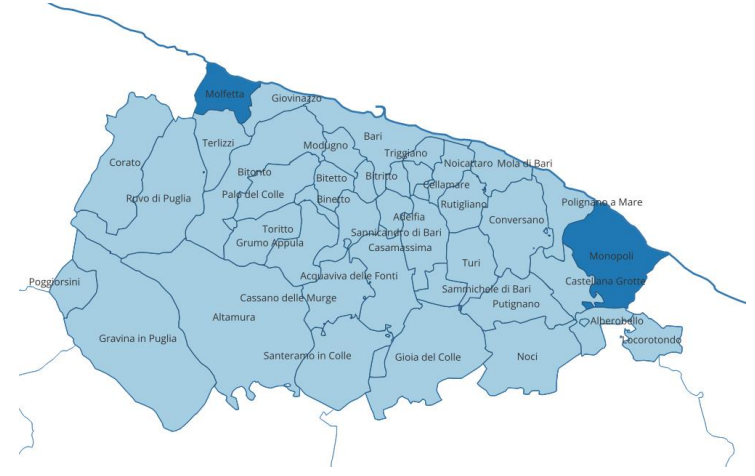 Molfetta
Giovinazzo
Bari
Terlizzi
Modugno
Triggiano
Corato
Noicattaro
Mola di Bari
Bitonto
Bitetto
Bitritto
Cellamare
Ruvo di Puglia
Palo del Colle
Binetto
Rutigliano
Polignano a Mare
Adelfia
Conversano
Toritto
Sannicandro di Bari
Grumo Appula
Casamassima
Monopoli
Turi
Poggiorsini
Acquaviva delle Fonti
Castellana Grotte
Sammichele di Bari
Cassano delle Murge
Putignano
Altamura
Alberobello
Gravina in Puglia
Locorotondo
Santeramo in Colle
Gioia del Colle
Noci